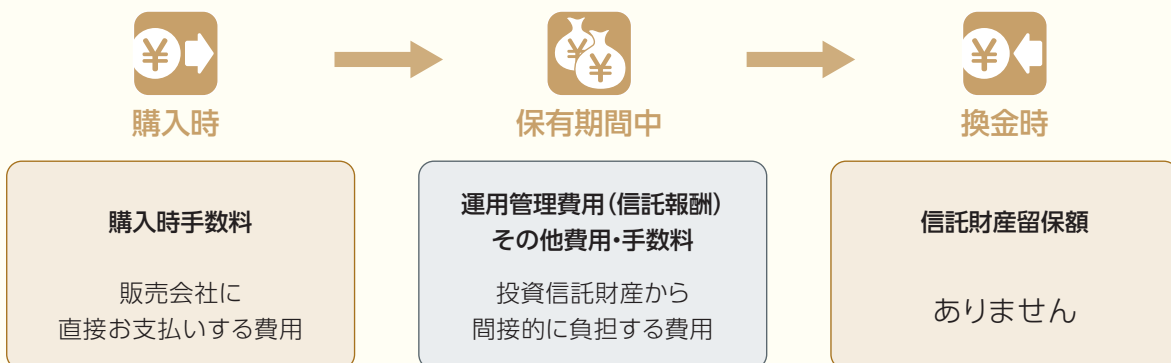 購入時
保有期間中
換金時
購入時手数料
販売会社に
直接お支払いする費用
運用管理費用(信託報酬)
その他費用・手数料
投資信託財産から
間接的に負担する費用
信託財産留保額
ありません